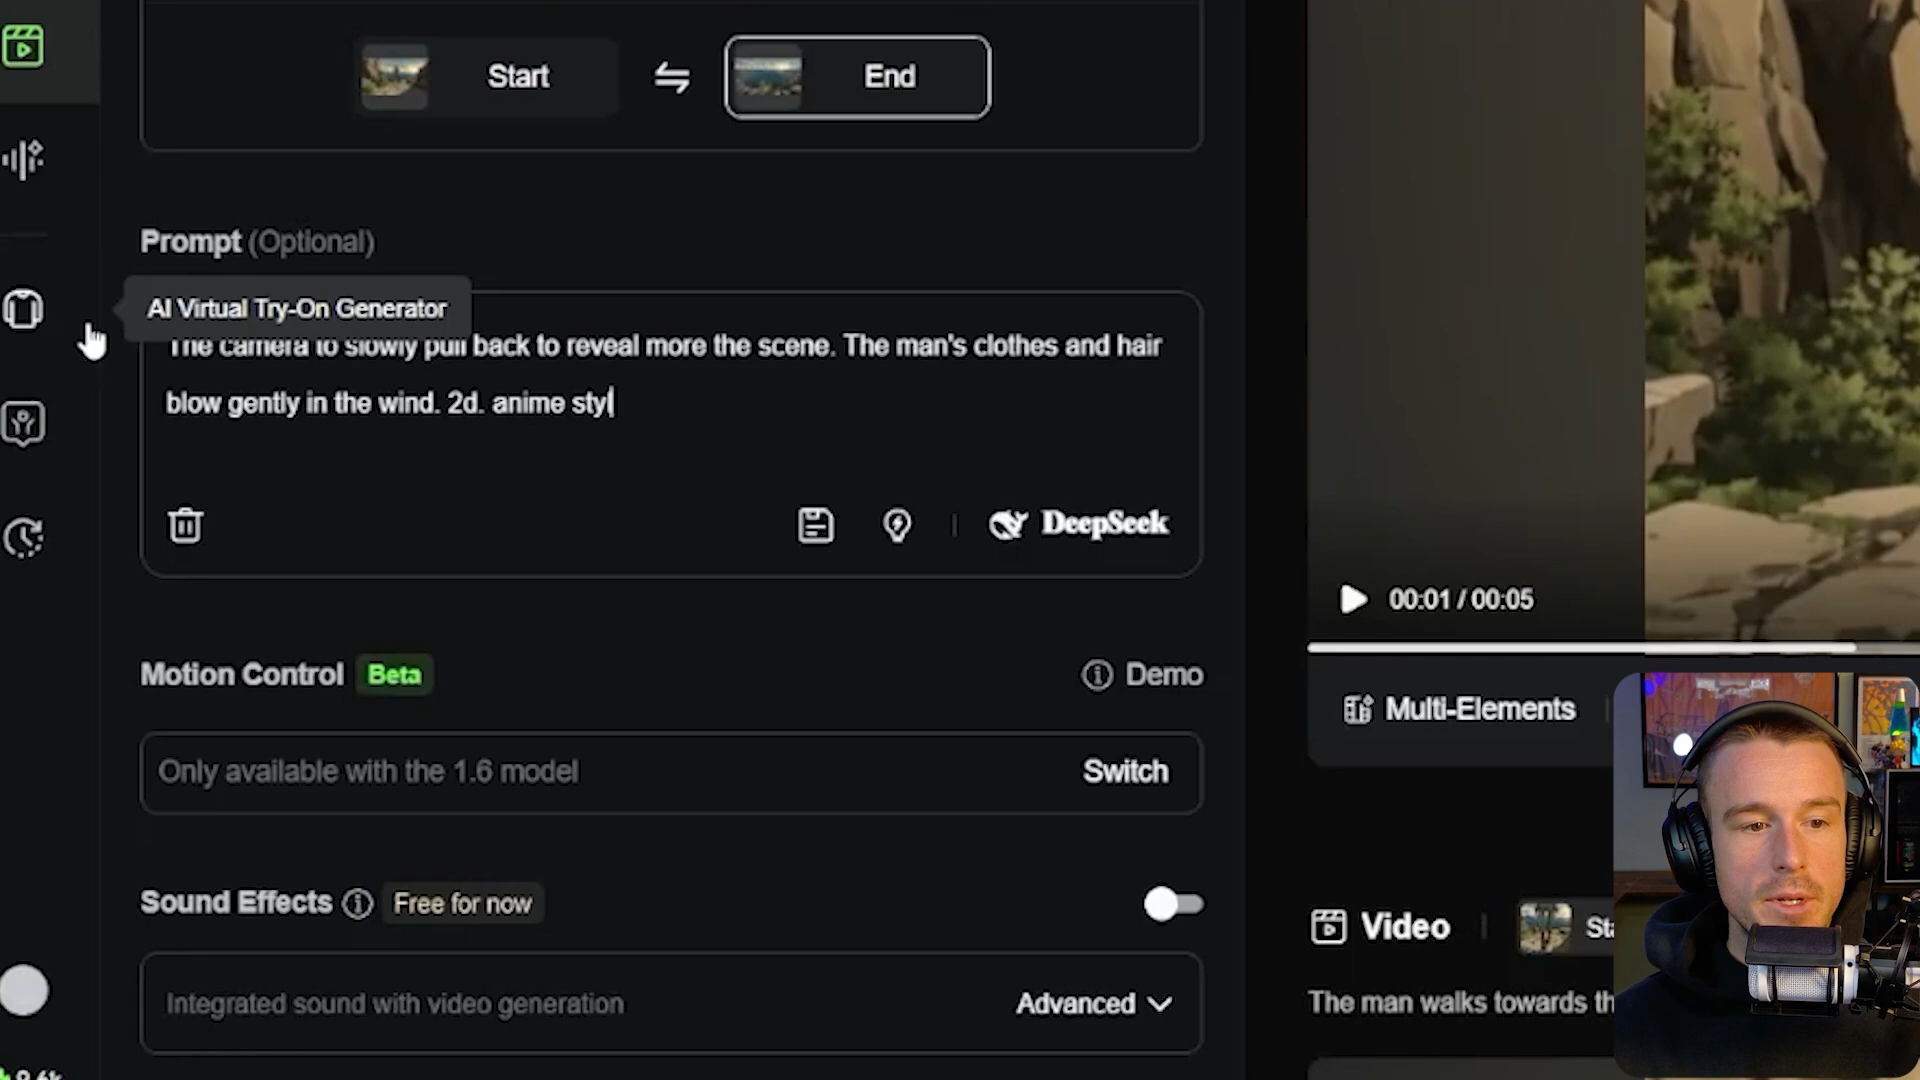 Start
End
Prompt (Optional)
AI Virtual Try-On Generator
The camera to slowly pull back to reveal more the scene. The man's clothes and hair
blow gently in the wind. 2d. anime styl
DeepSeek
00:01 / 00:05
Motion Control Beta
Demo
Multi-Elements
Only available with the 1.6 model
Switch
Sound Effects
Free for now
Video
Integrated sound with video generation
Advanced
The man walks towards